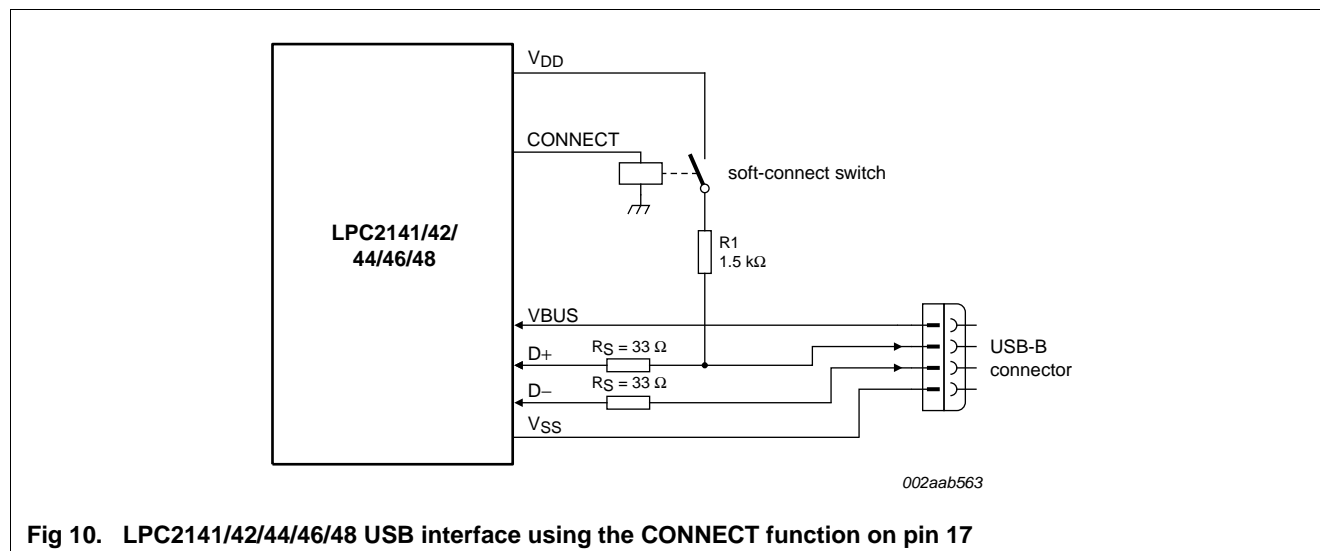 VDD
CONNECT
soft-connect switch
LPC2141/42/
44/46/48
R1
1.5 kΩ
VBUS
D+
RS = 33 Ω
USB-B
connector
D−
RS = 33 Ω
VSS
002aab563
Fig 10. LPC2141/42/44/46/48 USB interface using the CONNECT function on pin 17